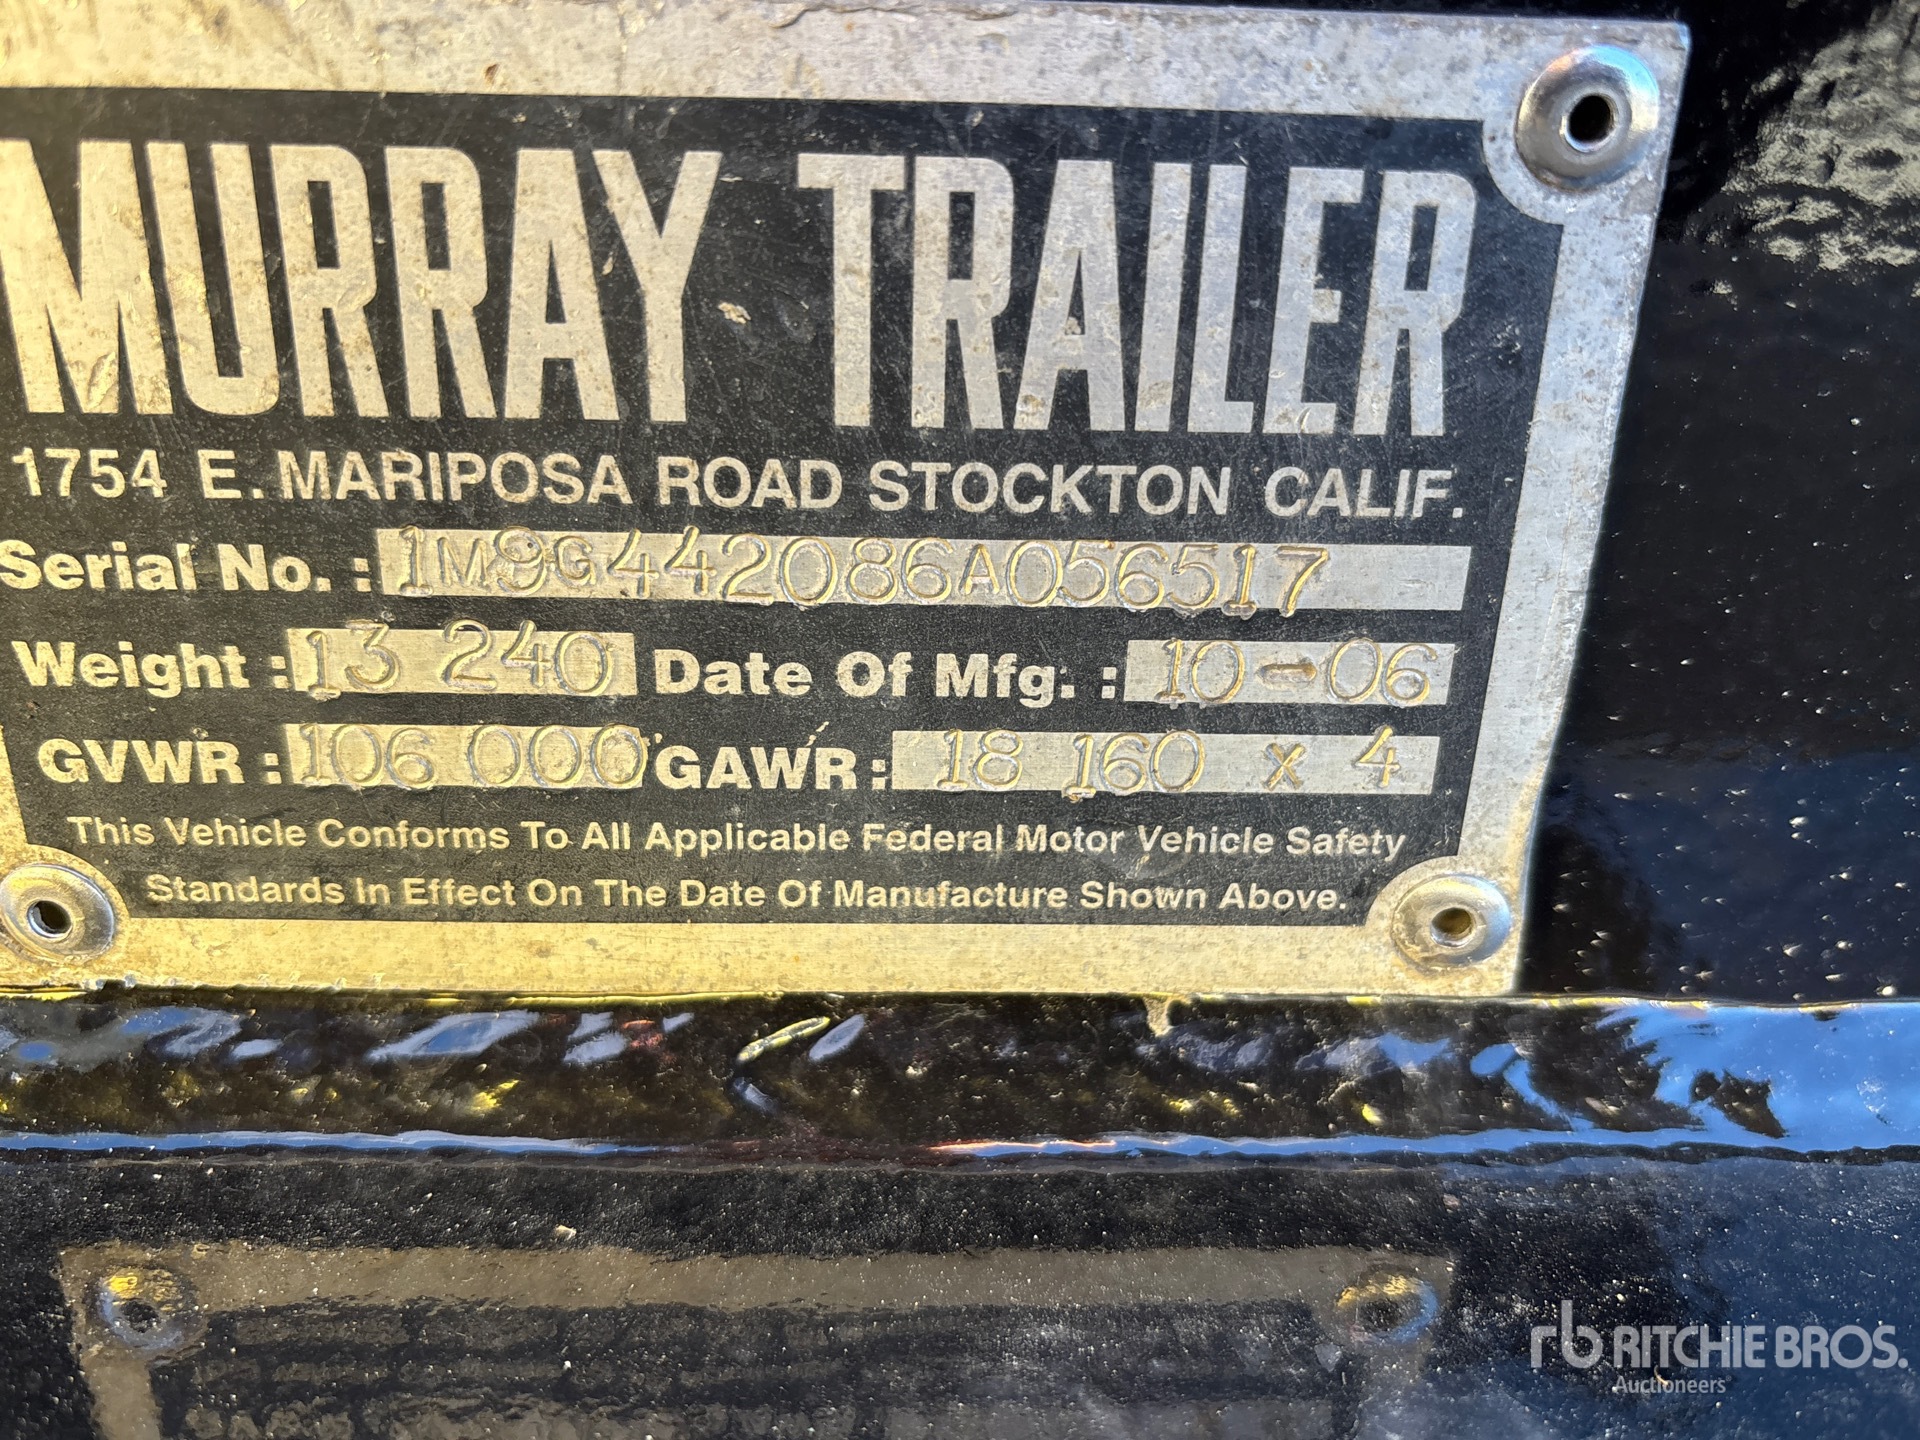 MURRAY TRAILER
1754 E. MARIPOSA ROAD STOCKTON CALIF.
Serial No. : 1M9G442086A056517
Weight : 13 240 Date Of Mfg. : 10-06
GVWR : 106 000 GAWR : 18 160 x 4
This Vehicle Conforms To All Applicable Federal Motor Vehicle Safety
Standards In Effect On The Date Of Manufacture Shown Above.
rb RITCHIE BROS.
Auctioneers